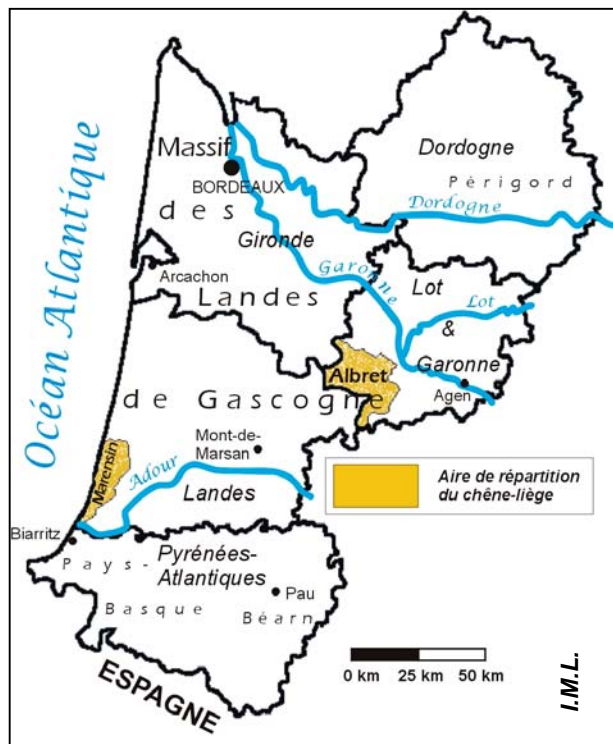 Océan Atlantique
Massif
BORDEAUX
des
Gironde
Dordogne
Périgord
Dordogne
Garonne
Arcachon
Landes
Lot
Lot
&
Garonne
Agen
Albret
de Gascogne
Mont-de-
Marsan
Marensin
Adour
Landes
Aire de répartition
du chêne-liège
Biarritz
Pays-
Basque
Pyrénées-
Atlantiques
Pau
Béarn
ESPAGNE
0 km 25 km 50 km
I.M.L.